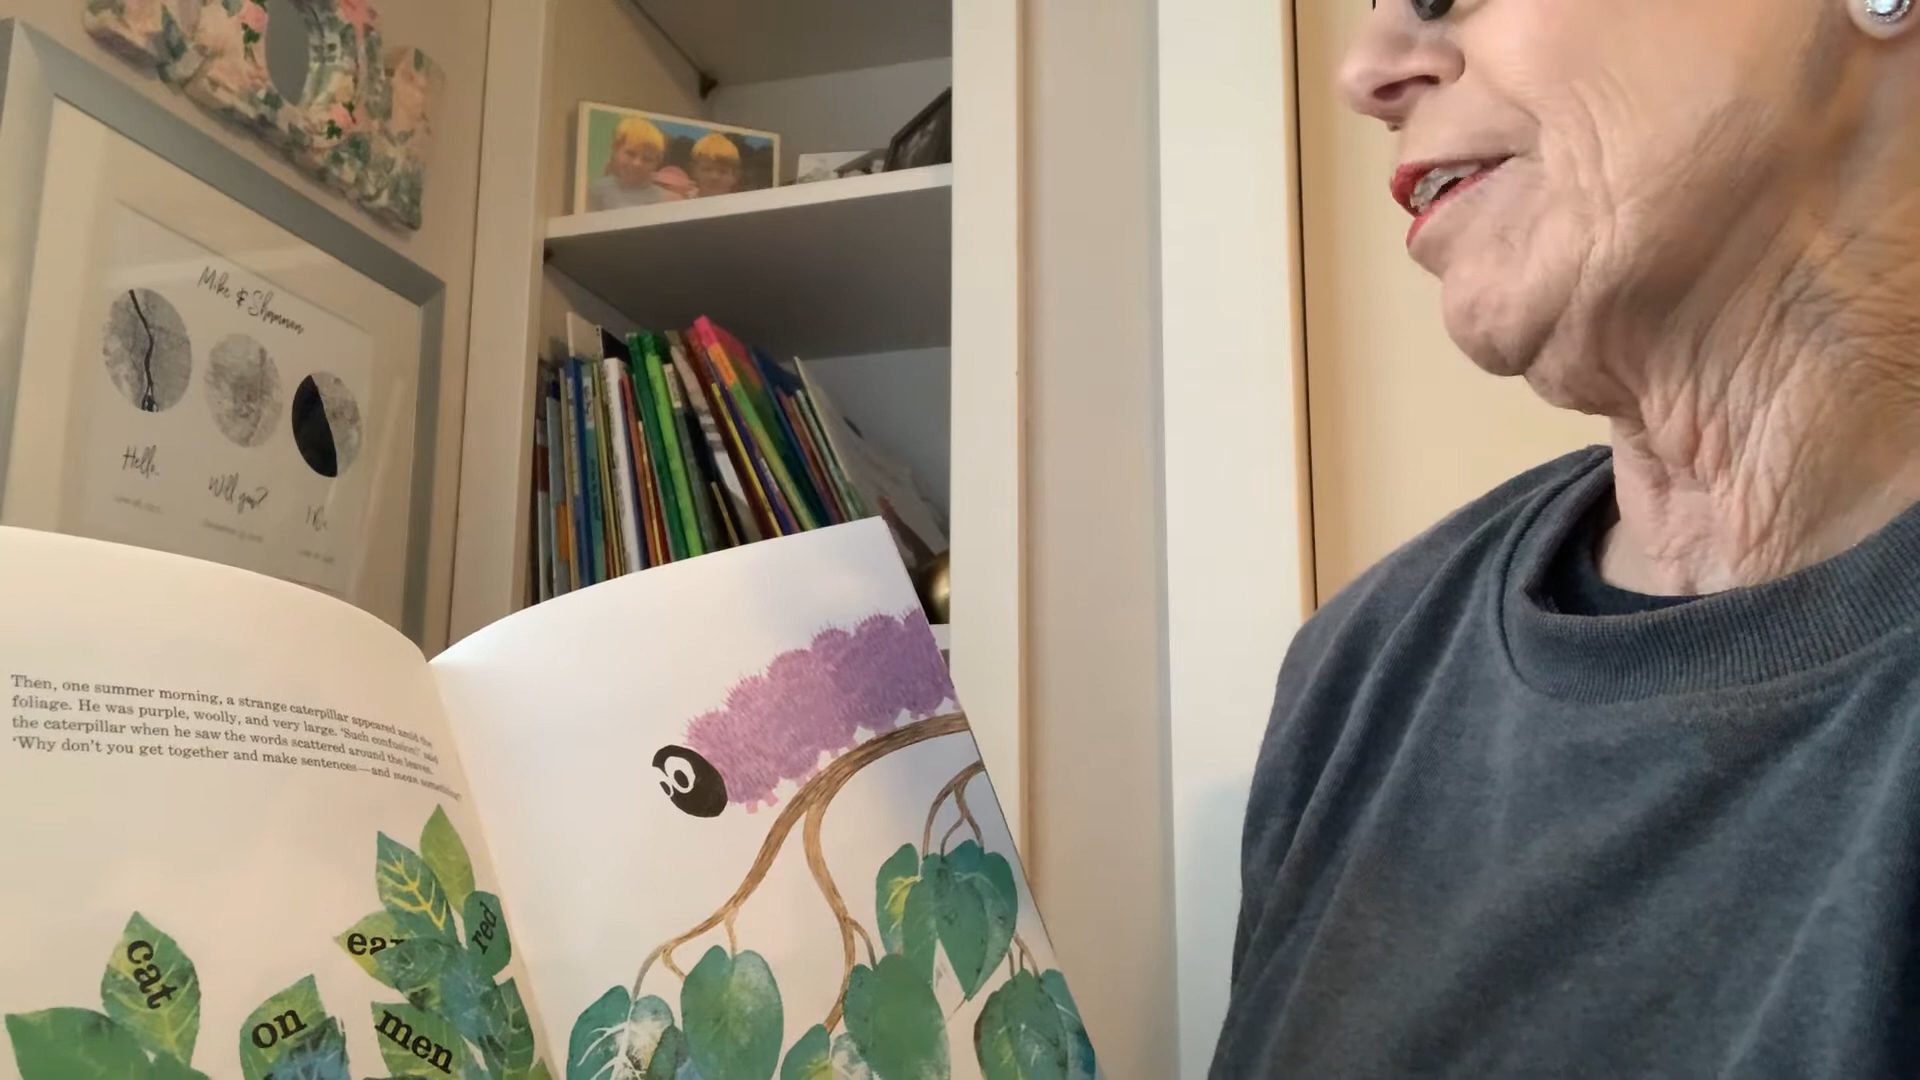 Mike & Shannon
Hello.
Will you?
I Do.
Then, one summer morning, a strange caterpillar appeared amid the
foliage. He was purple, woolly, and very large. 'Such confusion!' said
the caterpillar when he saw the words scattered around the leaves.
'Why don't you get together and make sentences—and mean something?
cat
on
ear
red
men